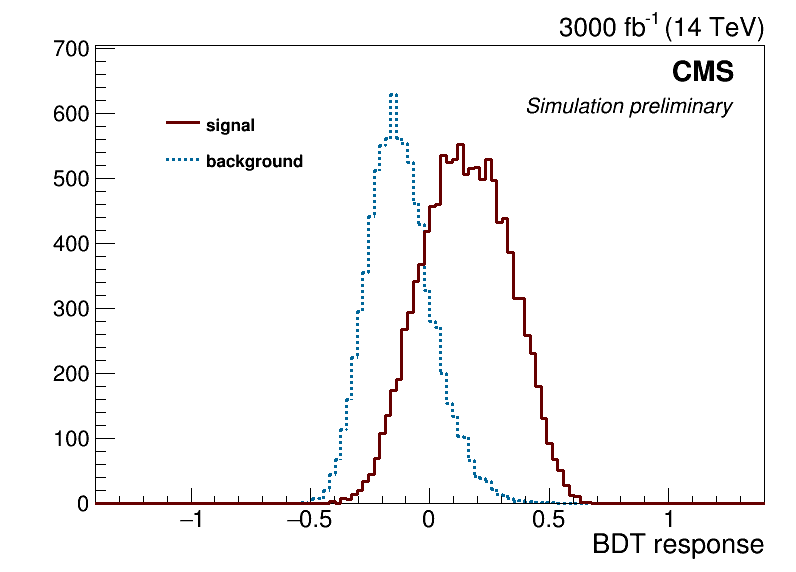 3000 fb⁻¹ (14 TeV)
700
CMS
600
Simulation preliminary
signal
background
500
400
300
200
100
0
−1
−0.5
0
0.5
1
BDT response